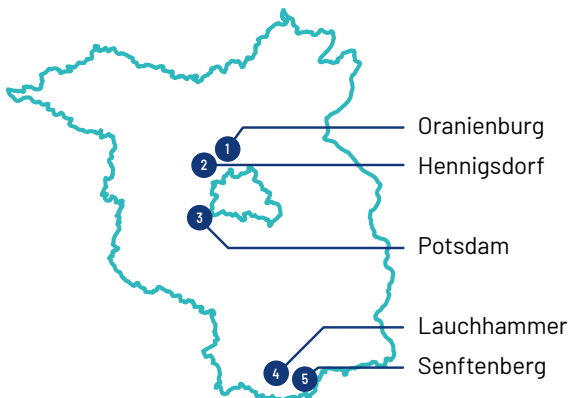 1 Oranienburg
2 Hennigsdorf
3 Potsdam
4 Lauchhammer
5 Senftenberg